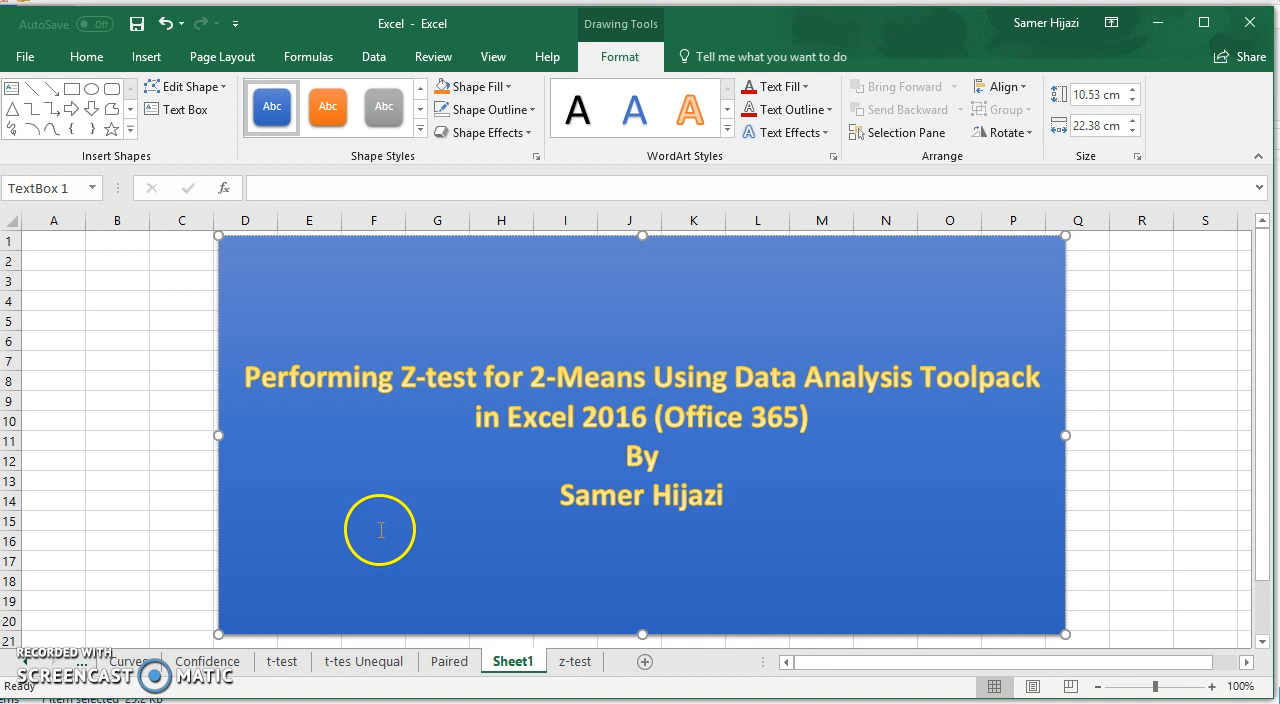 AutoSave Off Excel - Excel Drawing Tools Samer Hijazi
File Home Insert Page Layout Formulas Data Review View Help Format Tell me what you want to do Share
Edit Shape Abc Abc Abc Shape Fill A A A Text Fill Bring Forward Align 10.53 cm
Text Box Shape Outline Text Outline Send Backward Group
Shape Effects Text Effects Selection Pane Rotate 22.38 cm
Insert Shapes Shape Styles WordArt Styles Arrange Size
TextBox 1 fx
A B C D E F G H I J K L M N O P Q R S
1
2
3
4
5
6
7
8
9
10
11
12
13
14
15
16
17
18
19
20
21
Performing Z-test for 2-Means Using Data Analysis Toolpack
in Excel 2016 (Office 365)
By
Samer Hijazi
... Curves Confidence t-test t-tes Unequal Paired Sheet1 z-test
RECORDED WITH
SCREENCAST MATIC
Ready 100%